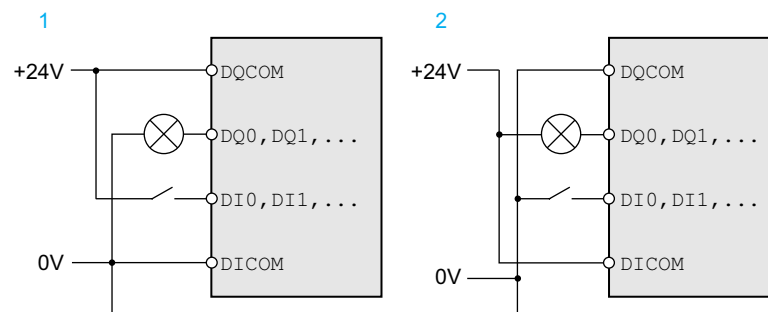 1
+24V
DQCOM
DQ0,DQ1,...
DI0,DI1,...
0V
DICOM
2
+24V
DQCOM
DQ0,DQ1,...
DI0,DI1,...
DICOM
0V